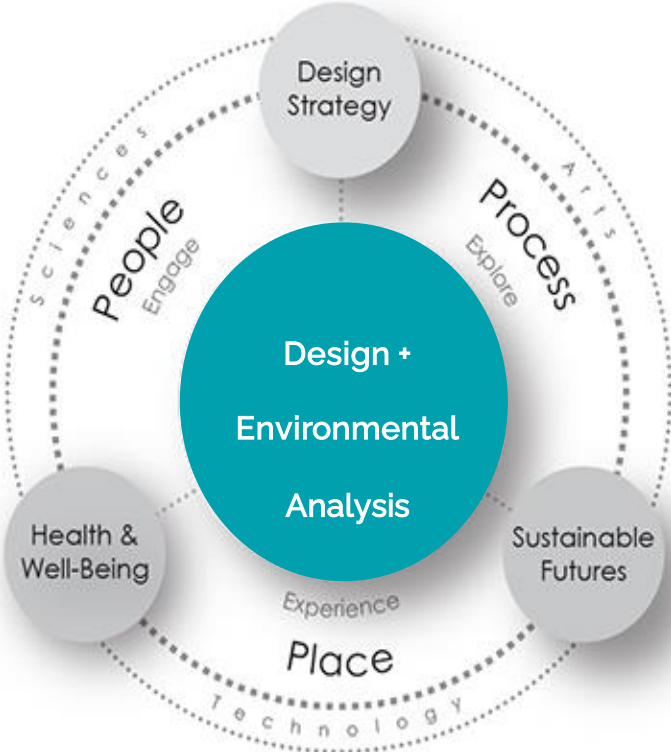 Design
Strategy
Sciences
Arts
People
Engage
Process
Explore
Design +
Environmental
Analysis
Health &
Well-Being
Sustainable
Futures
Experience
Place
Technology